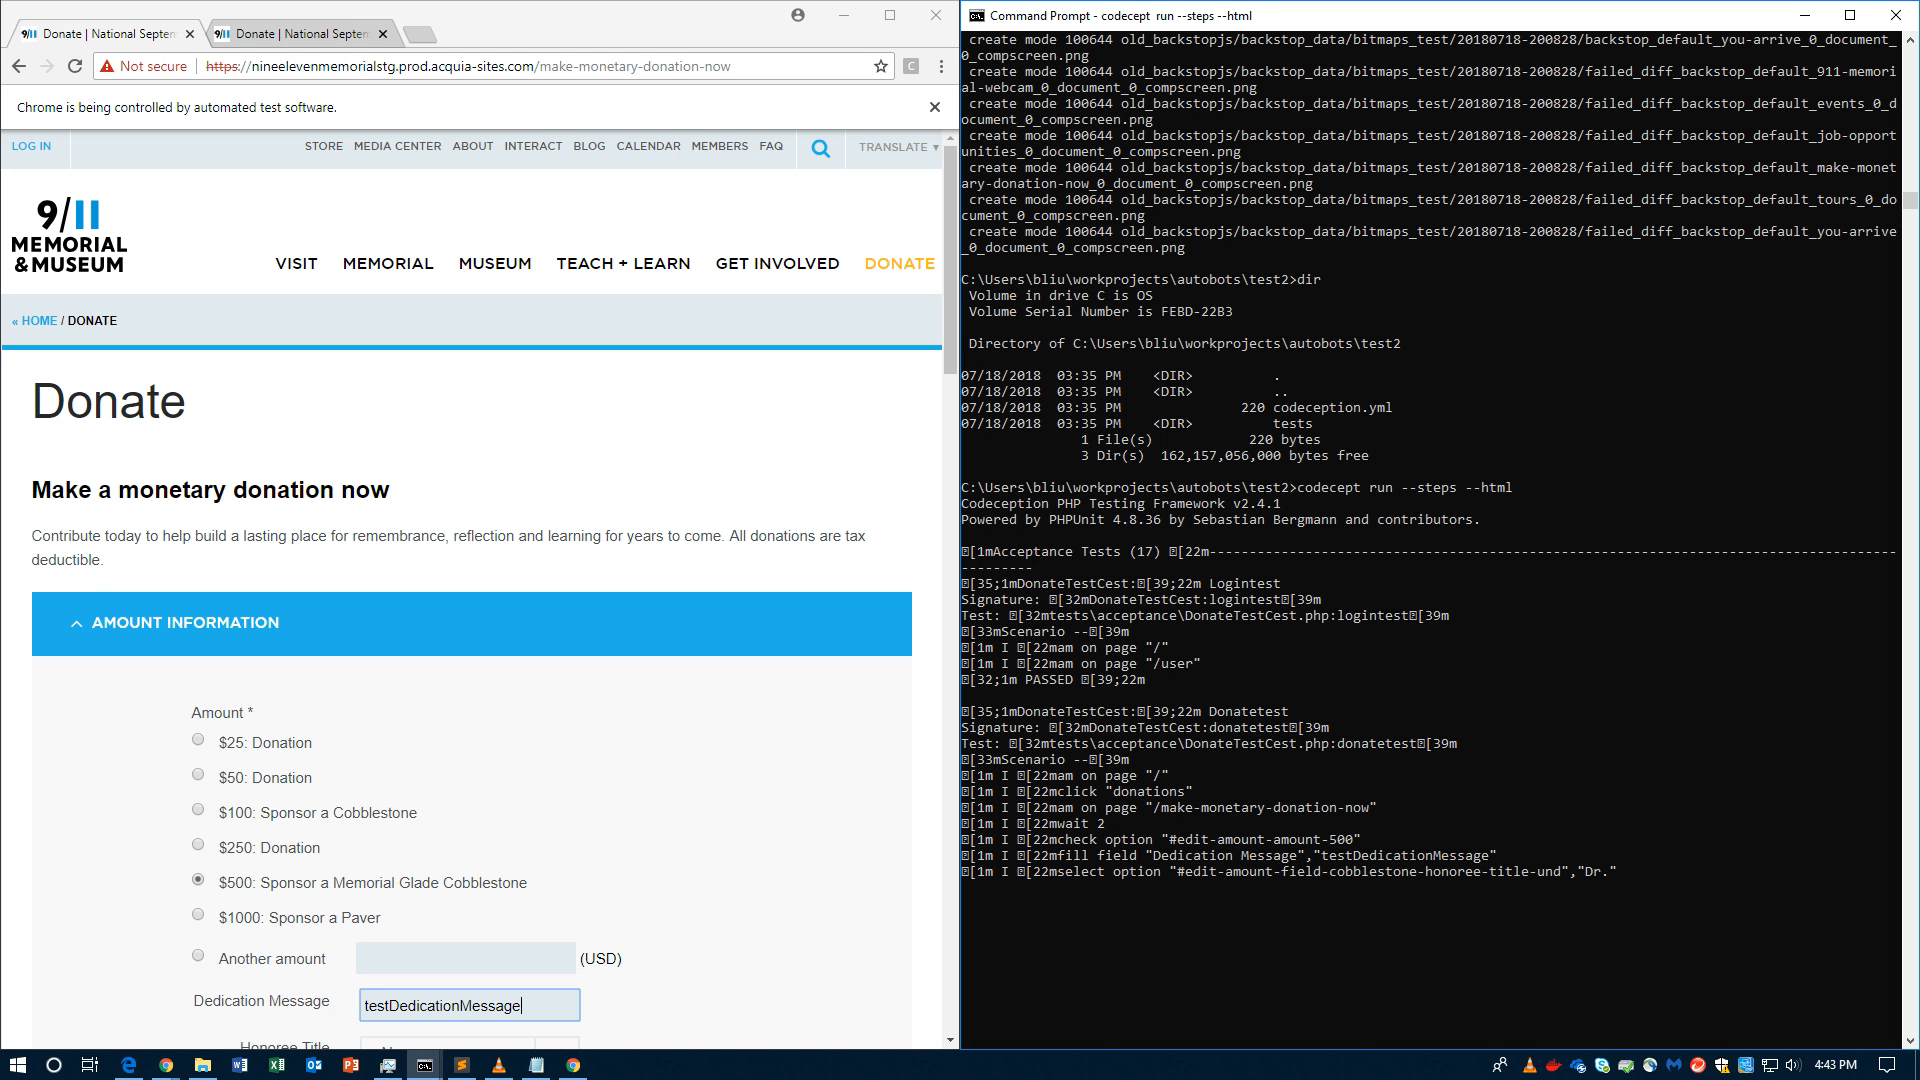 9/11 Donate | National Septen
9/11 Donate | National Septen
Not secure
https://nineelevenmemorialstg.prod.acquia-sites.com/make-monetary-donation-now
Chrome is being controlled by automated test software.
LOG IN
STORE MEDIA CENTER ABOUT INTERACT BLOG CALENDAR MEMBERS FAQ
TRANSLATE
9/11
MEMORIAL
& MUSEUM
VISIT MEMORIAL MUSEUM TEACH + LEARN GET INVOLVED DONATE
« HOME / DONATE
Donate
Make a monetary donation now
Contribute today to help build a lasting place for remembrance, reflection and learning for years to come. All donations are tax
deductible.
AMOUNT INFORMATION
Amount *
$25: Donation
$50: Donation
$100: Sponsor a Cobblestone
$250: Donation
$500: Sponsor a Memorial Glade Cobblestone
$1000: Sponsor a Paver
Another amount (USD)
Dedication Message testDedicationMessage
Honoree Title
Command Prompt - codecept run --steps --html
create mode 100644 old_backstopjs/backstop_data/bitmaps_test/20180718-200828/backstop_default_you-arrive_0_document_
0_compscreen.png
create mode 100644 old_backstopjs/backstop_data/bitmaps_test/20180718-200828/failed_diff_backstop_default_911-memori
al-webcam_0_document_0_compscreen.png
create mode 100644 old_backstopjs/backstop_data/bitmaps_test/20180718-200828/failed_diff_backstop_default_events_0_d
ocument_0_compscreen.png
create mode 100644 old_backstopjs/backstop_data/bitmaps_test/20180718-200828/failed_diff_backstop_default_job-opport
unities_0_document_0_compscreen.png
create mode 100644 old_backstopjs/backstop_data/bitmaps_test/20180718-200828/failed_diff_backstop_default_make-monet
ary-donation-now_0_document_0_compscreen.png
create mode 100644 old_backstopjs/backstop_data/bitmaps_test/20180718-200828/failed_diff_backstop_default_tours_0_do
cument_0_compscreen.png
create mode 100644 old_backstopjs/backstop_data/bitmaps_test/20180718-200828/failed_diff_backstop_default_you-arrive
_0_document_0_compscreen.png
C:\Users\bliu\workprojects\autobots\test2>dir
Volume in drive C is OS
Volume Serial Number is FEBD-22B3
Directory of C:\Users\bliu\workprojects\autobots\test2
07/18/2018 03:35 PM <DIR> .
07/18/2018 03:35 PM <DIR> ..
07/18/2018 03:35 PM 220 codeception.yml
07/18/2018 03:35 PM <DIR> tests
1 File(s) 220 bytes
3 Dir(s) 162,157,056,000 bytes free
C:\Users\bliu\workprojects\autobots\test2>codecept run --steps --html
Codeception PHP Testing Framework v2.4.1
Powered by PHPUnit 4.8.36 by Sebastian Bergmann and contributors.
[1mAcceptance Tests (17) [22m--------------------------------------------------------------------------------------
---------
[35;1mDonateTestCest:[39;22m Logintest
Signature: [32mDonateTestCest:logintest[39m
Test: [32mtests\acceptance\DonateTestCest.php:logintest[39m
[33mScenario --[39m
[1m I [22mam on page "/"
[1m I [22mam on page "/user"
[32;1m PASSED [39;22m
[35;1mDonateTestCest:[39;22m Donatetest
Signature: [32mDonateTestCest:donatetest[39m
Test: [32mtests\acceptance\DonateTestCest.php:donatetest[39m
[33mScenario --[39m
[1m I [22mam on page "/"
[1m I [22mclick "donations"
[1m I [22mam on page "/make-monetary-donation-now"
[1m I [22mwait 2
[1m I [22mcheck option "#edit-amount-amount-500"
[1m I [22mfill field "Dedication Message","testDedicationMessage"
[1m I [22mselect option "#edit-amount-field-cobblestone-honoree-title-und","Dr."
4:43 PM